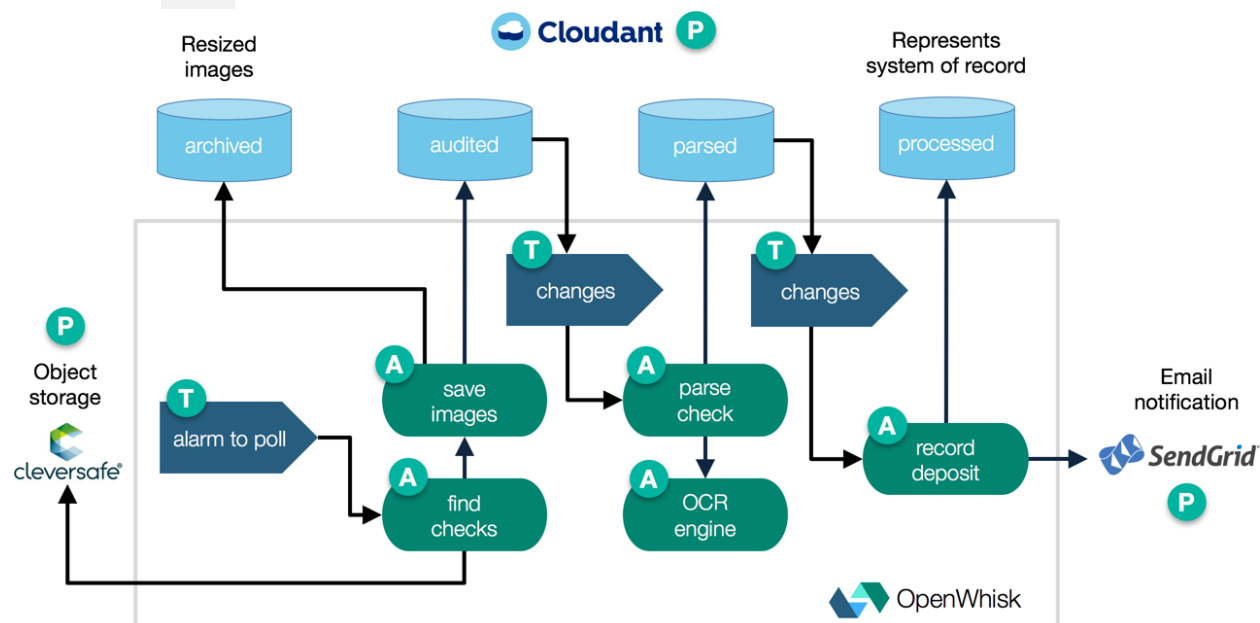 Cloudant P
Resized
images
Represents
system of record
archived
audited
parsed
processed
T
changes
T
changes
P
Object
storage
cleversafe®
T
alarm to poll
A
save
images
A
parse
check
A
find
checks
A
OCR
engine
A
record
deposit
Email
notification
SendGrid
P
OpenWhisk